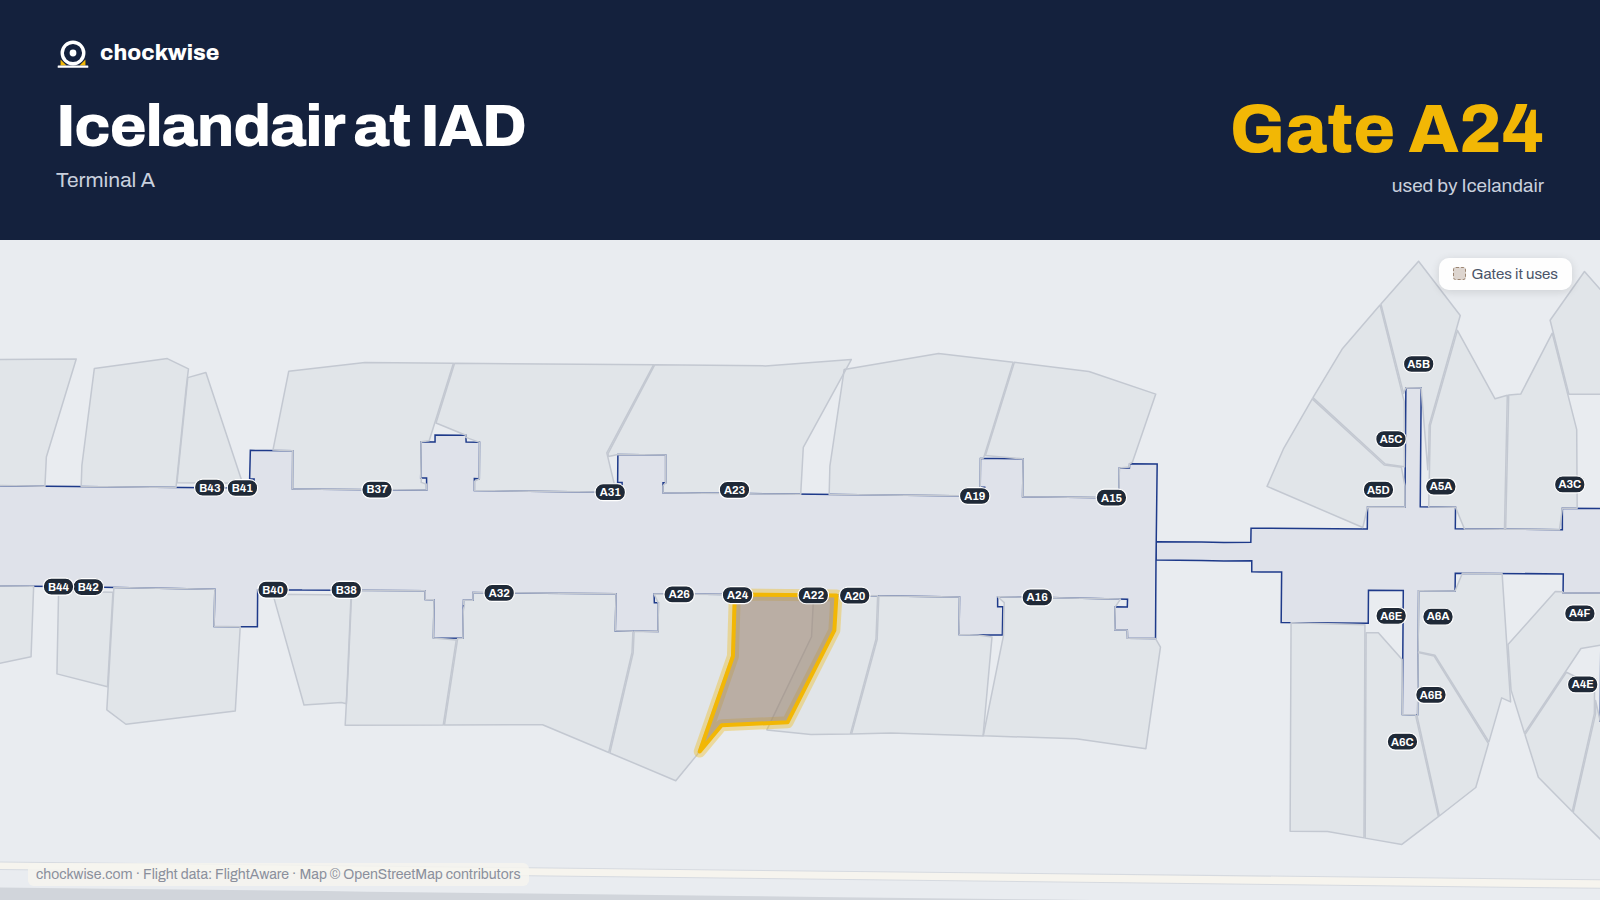 chockwise
Icelandair at IAD
Terminal A
Gate A24
used by Icelandair
Gates it uses
A5B
A5C
A5D
A5A
A3C
B43
B41
B37
A31
A23
A19
A15
B44
B42
B40
B38
A32
A26
A24
A22
A20
A16
A6E
A6A
A4F
A6B
A4E
A6C
chockwise.com · Flight data: FlightAware · Map © OpenStreetMap contributors